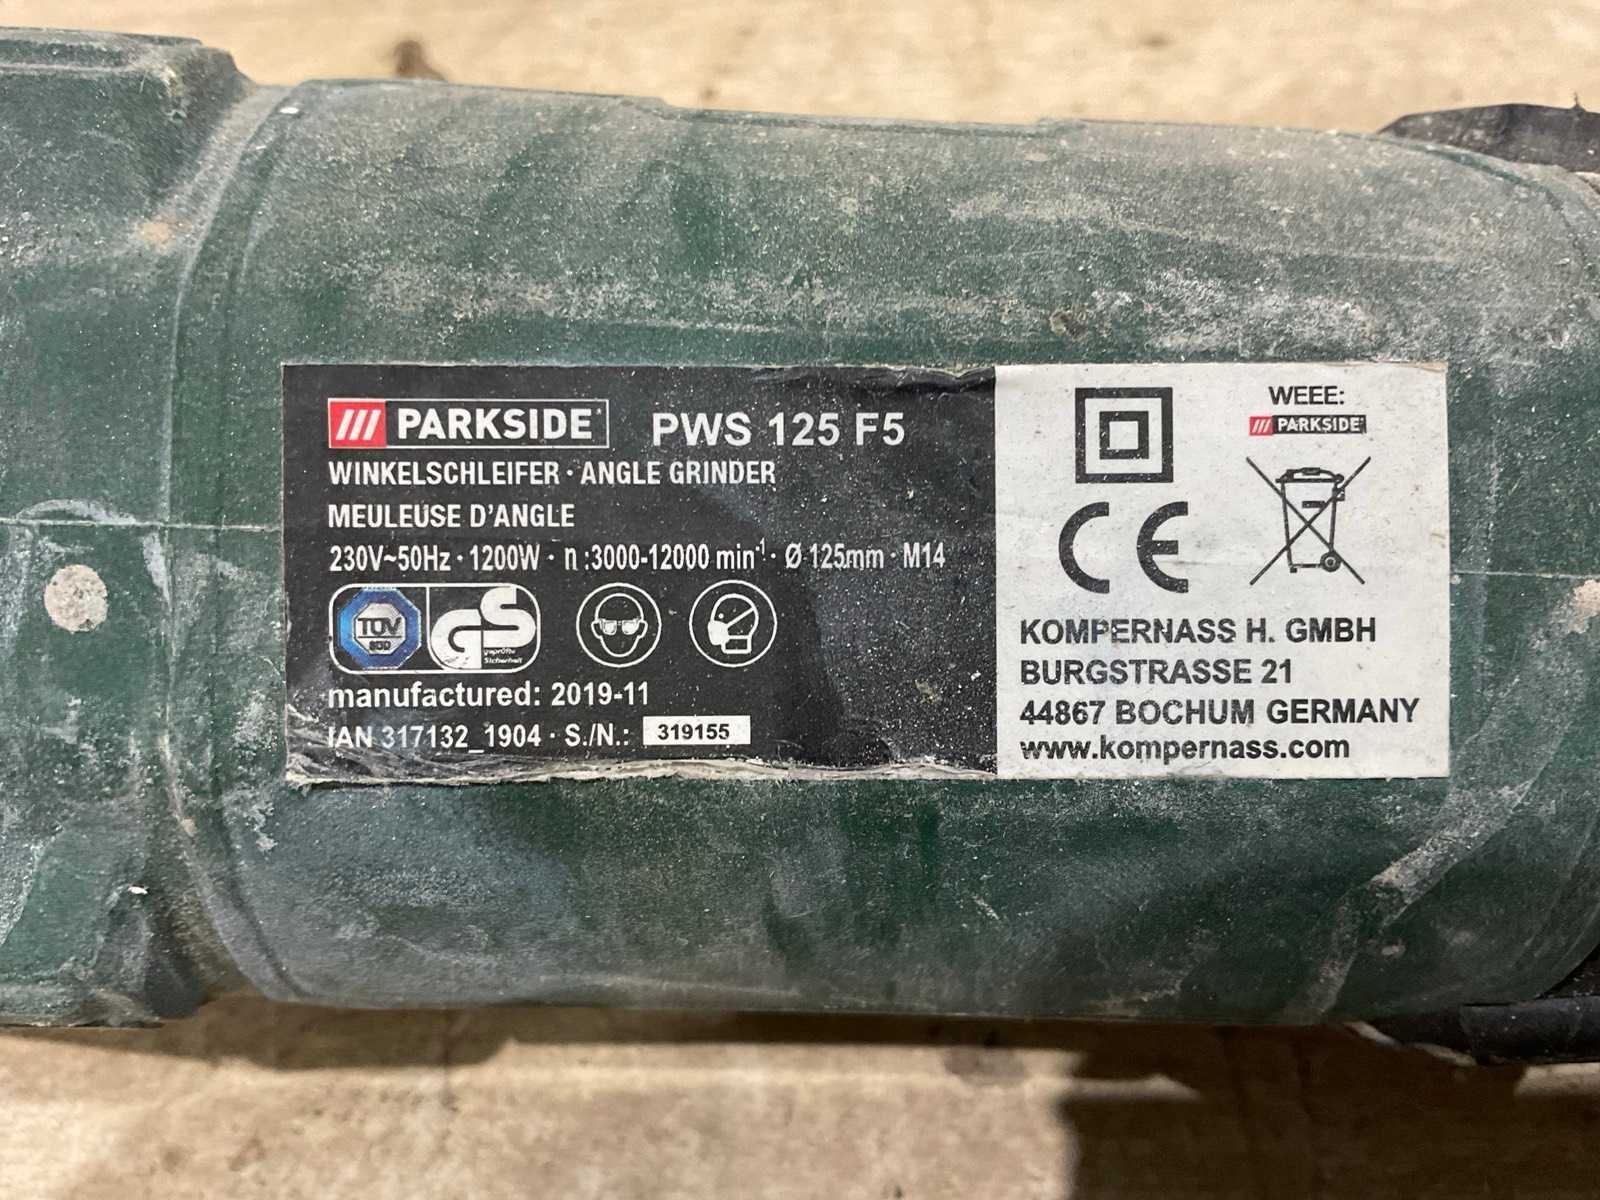 PARKSIDE PWS 125 F5
WINKELSCHLEIFER · ANGLE GRINDER
MEULEUSE D'ANGLE
230V~50Hz · 1200W · n :3000-12000 min⁻¹ · Ø 125mm · M14
TÜV
GS
geprüfte
Sicherheit
manufactured: 2019-11
IAN 317132_1904 · S./N.: 319155
WEEE:
PARKSIDE
CE
KOMPERNASS H. GMBH
BURGSTRASSE 21
44867 BOCHUM GERMANY
www.kompernass.com